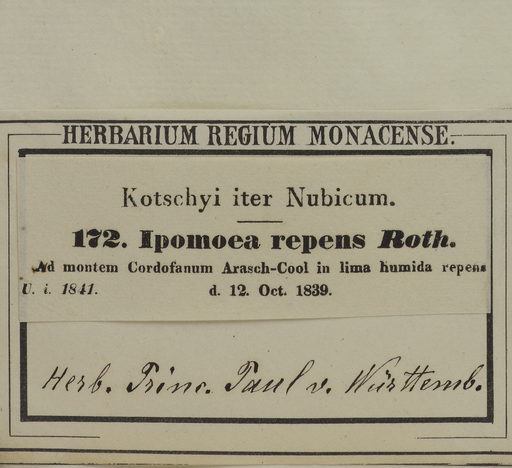 HERBARIUM REGIUM MONACENSE.
Kotschyi iter Nubicum.
172. Ipomoea repens Roth.
Ad montem Cordofanum Arasch-Cool in lima humida repens
U. i. 1841. d. 12. Oct. 1839.
Herb. Princ. Paul v. Württemb.